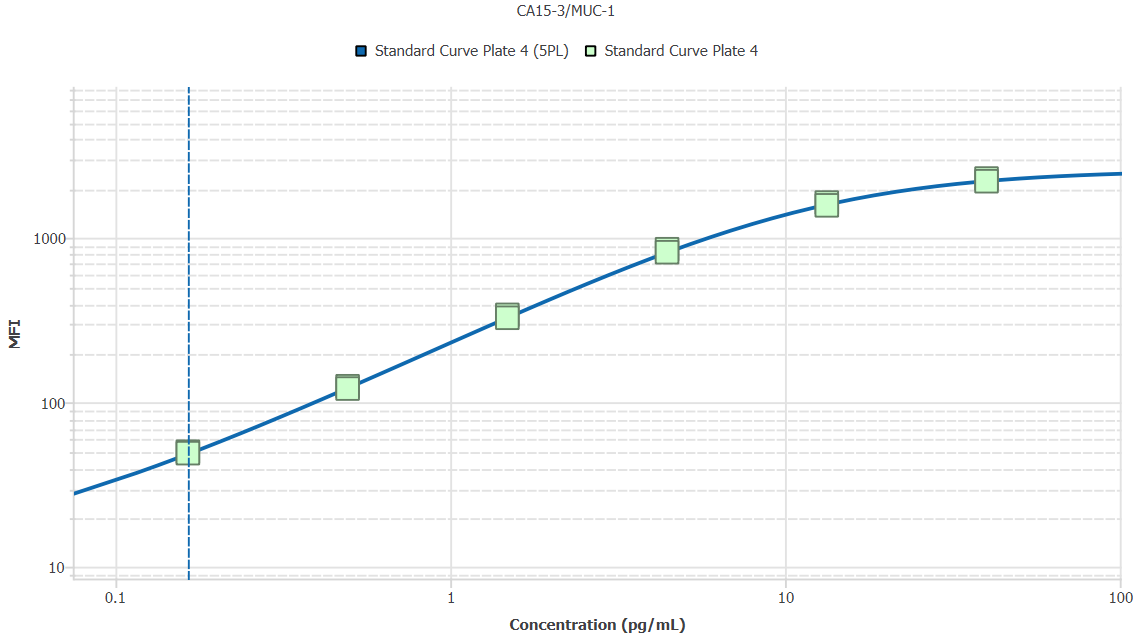 CA15-3/MUC-1
Standard Curve Plate 4 (5PL) Standard Curve Plate 4
1000
100
10
MFI
0.1 1 10 100
Concentration (pg/mL)